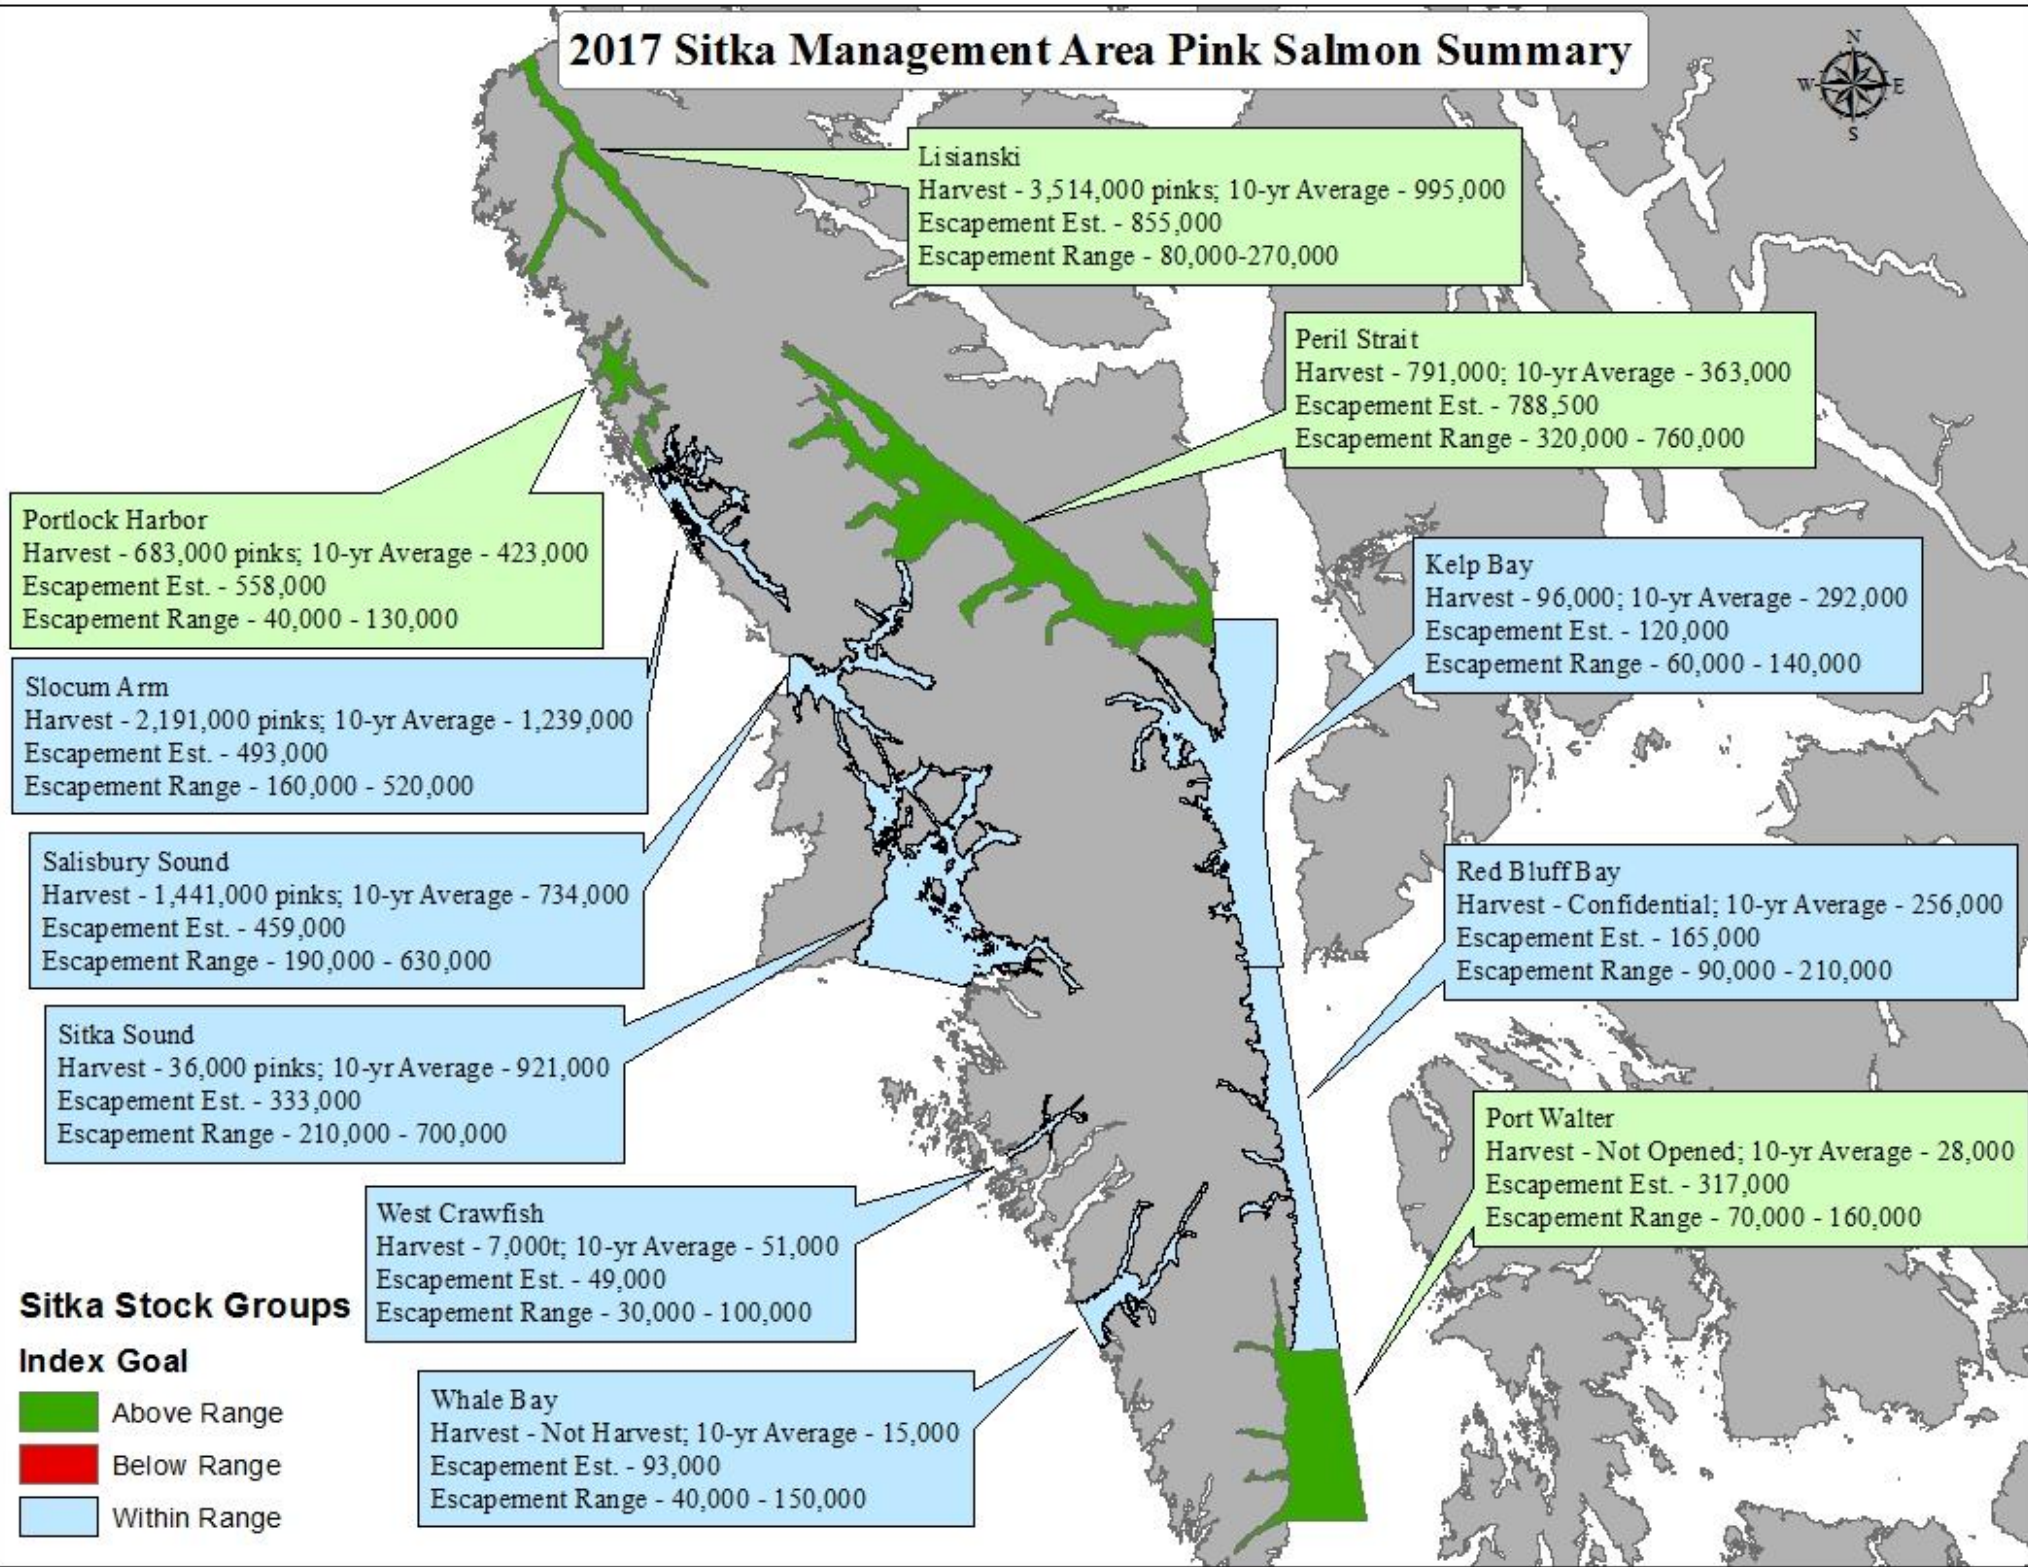 2017 Sitka Management Area Pink Salmon Summary
N
W
E
S
Lisianski
Harvest - 3,514,000 pinks; 10-yr Average - 995,000
Escapement Est. - 855,000
Escapement Range - 80,000-270,000
Peril Strait
Harvest - 791,000; 10-yr Average - 363,000
Escapement Est. - 788,500
Escapement Range - 320,000 - 760,000
Portlock Harbor
Harvest - 683,000 pinks; 10-yr Average - 423,000
Escapement Est. - 558,000
Escapement Range - 40,000 - 130,000
Kelp Bay
Harvest - 96,000; 10-yr Average - 292,000
Escapement Est. - 120,000
Escapement Range - 60,000 - 140,000
Slocum Arm
Harvest - 2,191,000 pinks; 10-yr Average - 1,239,000
Escapement Est. - 493,000
Escapement Range - 160,000 - 520,000
Salisbury Sound
Harvest - 1,441,000 pinks; 10-yr Average - 734,000
Escapement Est. - 459,000
Escapement Range - 190,000 - 630,000
Red Bluff Bay
Harvest - Confidential; 10-yr Average - 256,000
Escapement Est. - 165,000
Escapement Range - 90,000 - 210,000
Sitka Sound
Harvest - 36,000 pinks; 10-yr Average - 921,000
Escapement Est. - 333,000
Escapement Range - 210,000 - 700,000
Port Walter
Harvest - Not Opened; 10-yr Average - 28,000
Escapement Est. - 317,000
Escapement Range - 70,000 - 160,000
West Crawfish
Harvest - 7,000t; 10-yr Average - 51,000
Escapement Est. - 49,000
Escapement Range - 30,000 - 100,000
Whale Bay
Harvest - Not Harvest; 10-yr Average - 15,000
Escapement Est. - 93,000
Escapement Range - 40,000 - 150,000
Sitka Stock Groups
Index Goal
Above Range
Below Range
Within Range